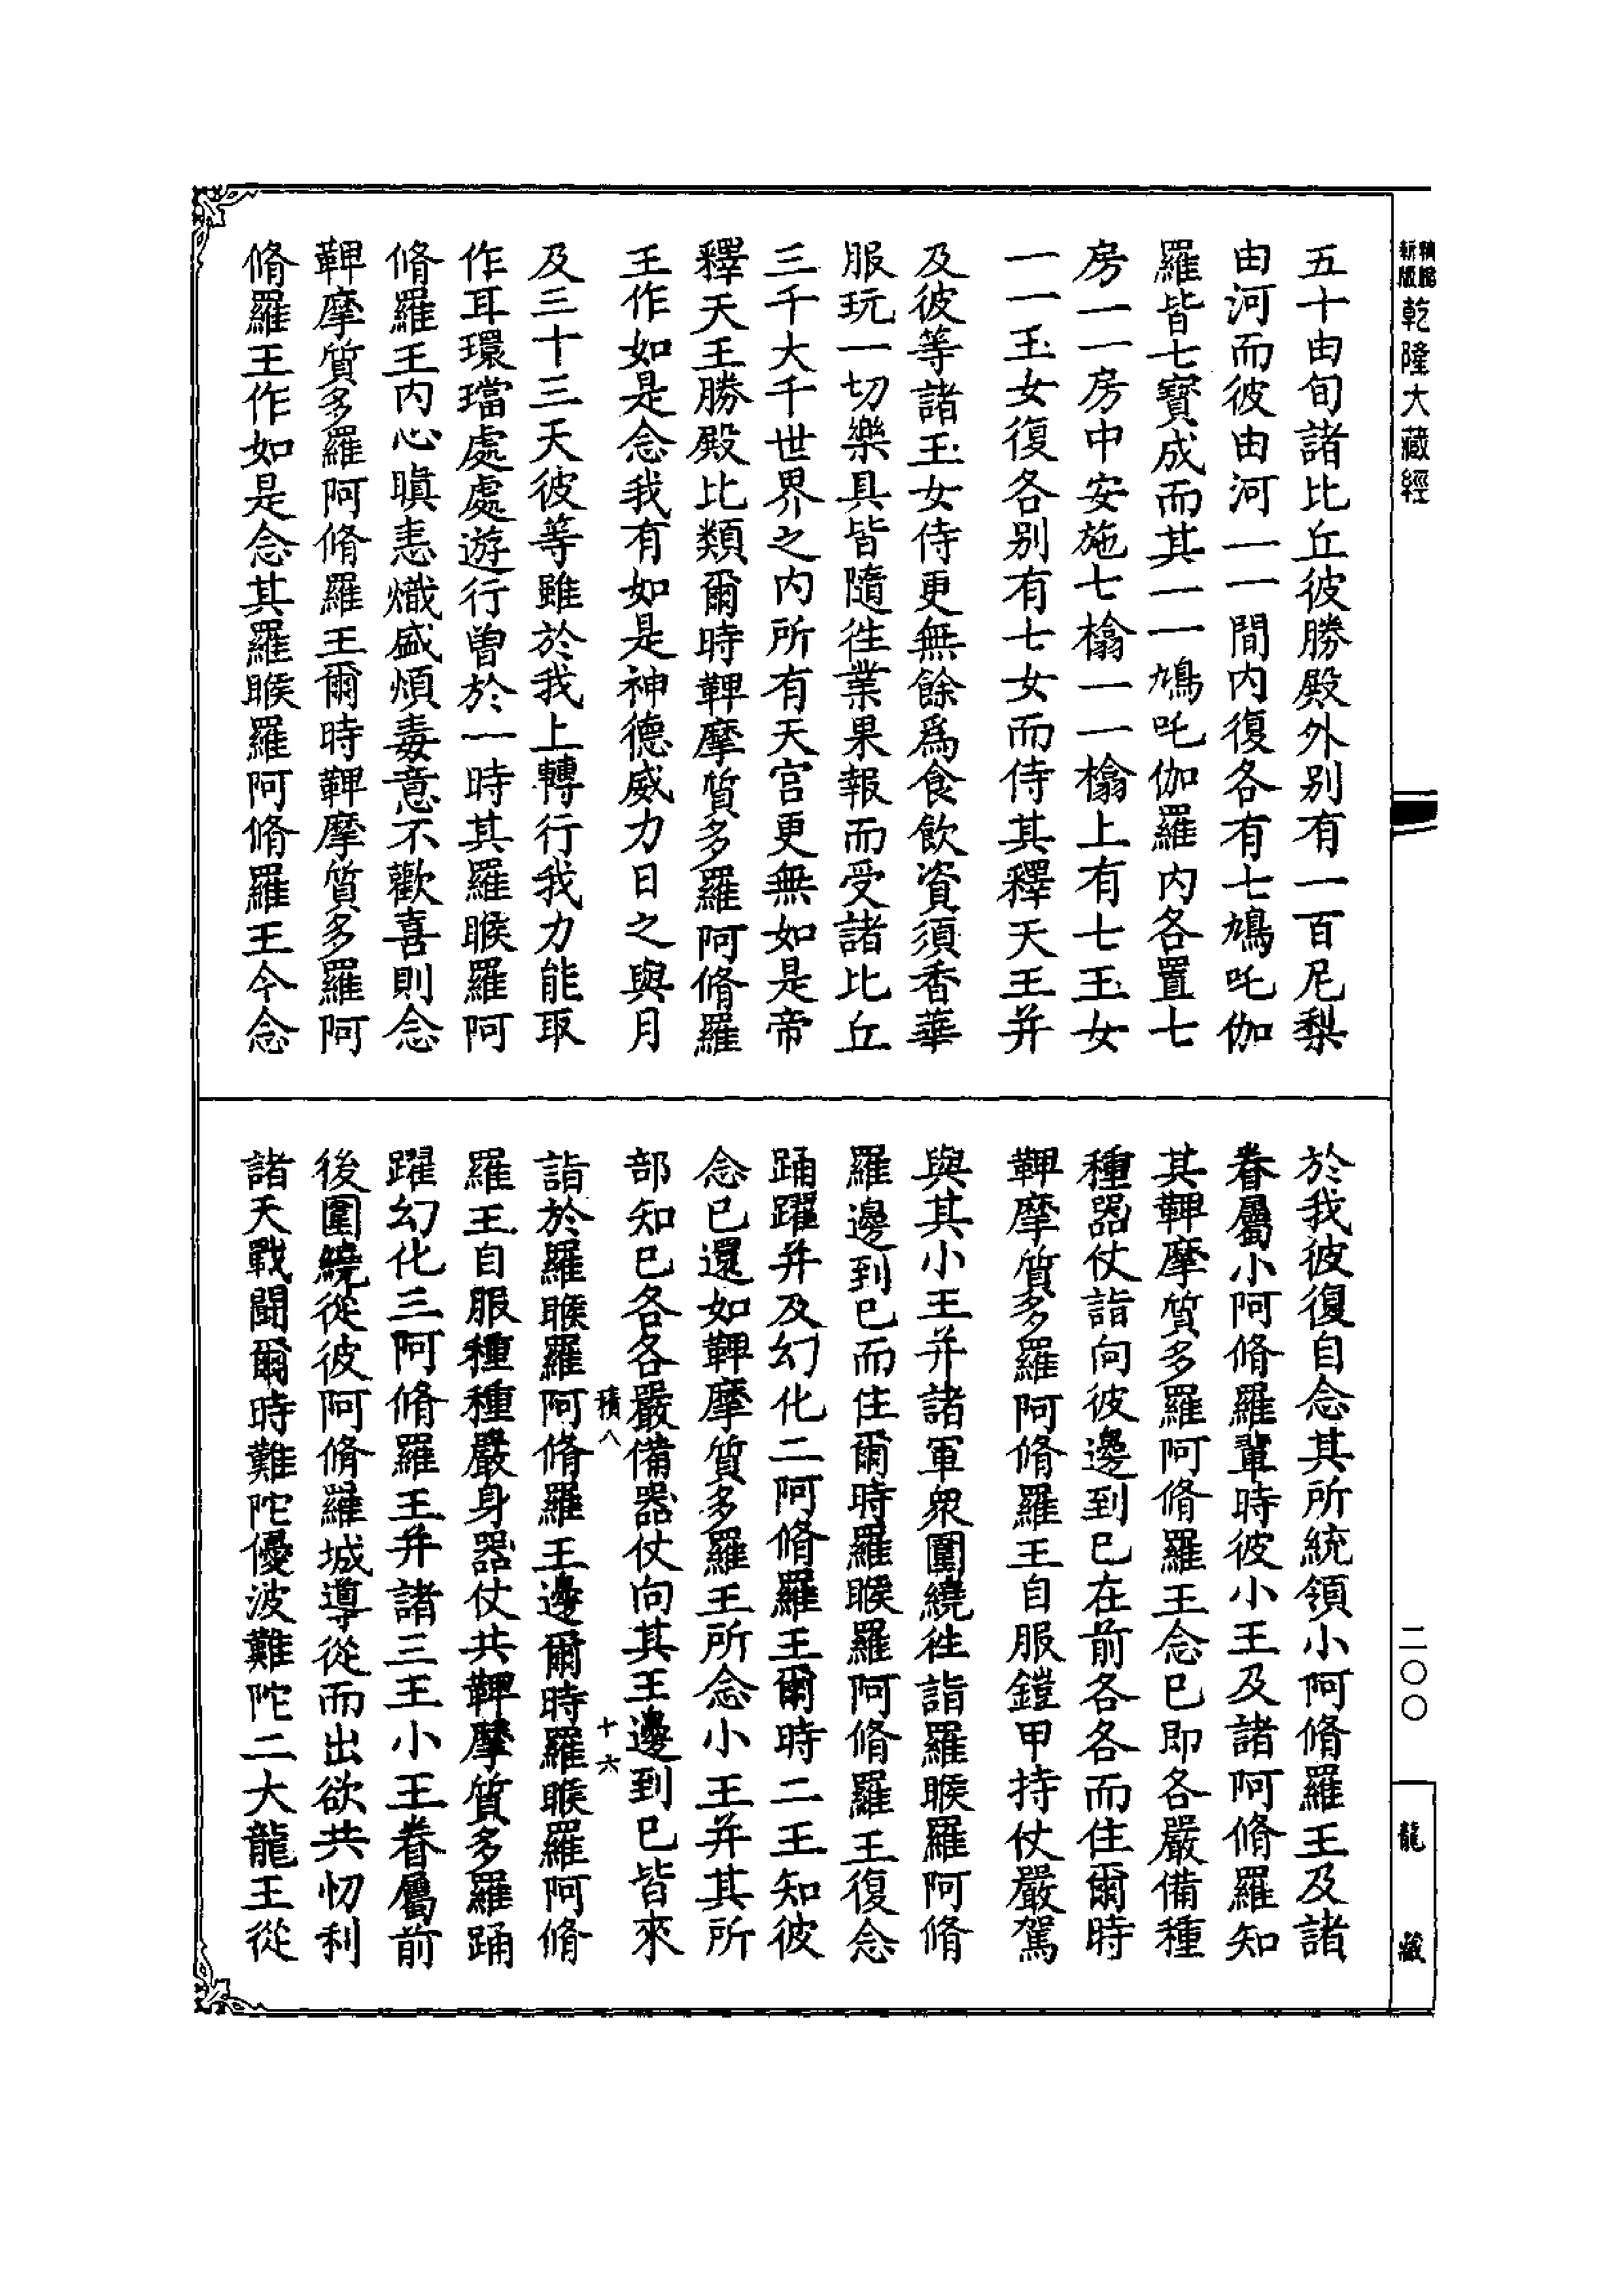 精縮
新版
乾隆大藏經
五十由旬諸比丘彼勝殿外別有一百尼梨
由河而彼由河一一間內復各有七鳩吒伽
羅皆七寶成而其一一鳩吒伽羅內各置七
房一一房中安施七榻一一榻上有七玉女
一一玉女復各別有七女而侍其釋天王并
及彼等諸玉女侍更無餘爲食飲資須香華
服玩一切樂具皆隨徃業果報而受諸比丘
三千大千世界之內所有天宮更無如是帝
釋天王勝殿比類爾時鞞摩質多羅阿脩羅
王作如是念我有如是神德威力日之與月
及三十三天彼等雖於我上轉行我力能取
作耳環璫處處遊行曾於一時其羅睺羅阿
脩羅王內心瞋恚熾盛煩毒意不歡喜則念
鞞摩質多羅阿脩羅王爾時鞞摩質多羅阿
脩羅王作如是念其羅睺羅阿脩羅王今念
於我彼復自念其所統領小阿脩羅王及諸
眷屬小阿脩羅輩時彼小王及諸阿脩羅知
其鞞摩質多羅阿脩羅王念已即各嚴備種
種器仗詣向彼邊到已在前各各而住爾時
鞞摩質多羅阿脩羅王自服鎧甲持仗嚴駕
與其小王并諸軍衆圍繞徃詣羅睺羅阿脩
羅邊到已而住爾時羅睺羅阿脩羅王復念
踊躍并及幻化二阿脩羅王爾時二王知彼
念已還如鞞摩質多羅王所念小王并其所
部知已各各嚴備器仗向其王邊到已皆來
積八 十六
詣於羅睺羅阿脩羅王邊爾時羅睺羅阿脩
羅王自服種種嚴身器仗共鞞摩質多羅踊
躍幻化三阿脩羅王并諸三王小王眷屬前
後圍繞從彼阿脩羅城導從而出欲共忉利
諸天戰鬪爾時難陀優波難陀二大龍王從
二〇〇
龍藏